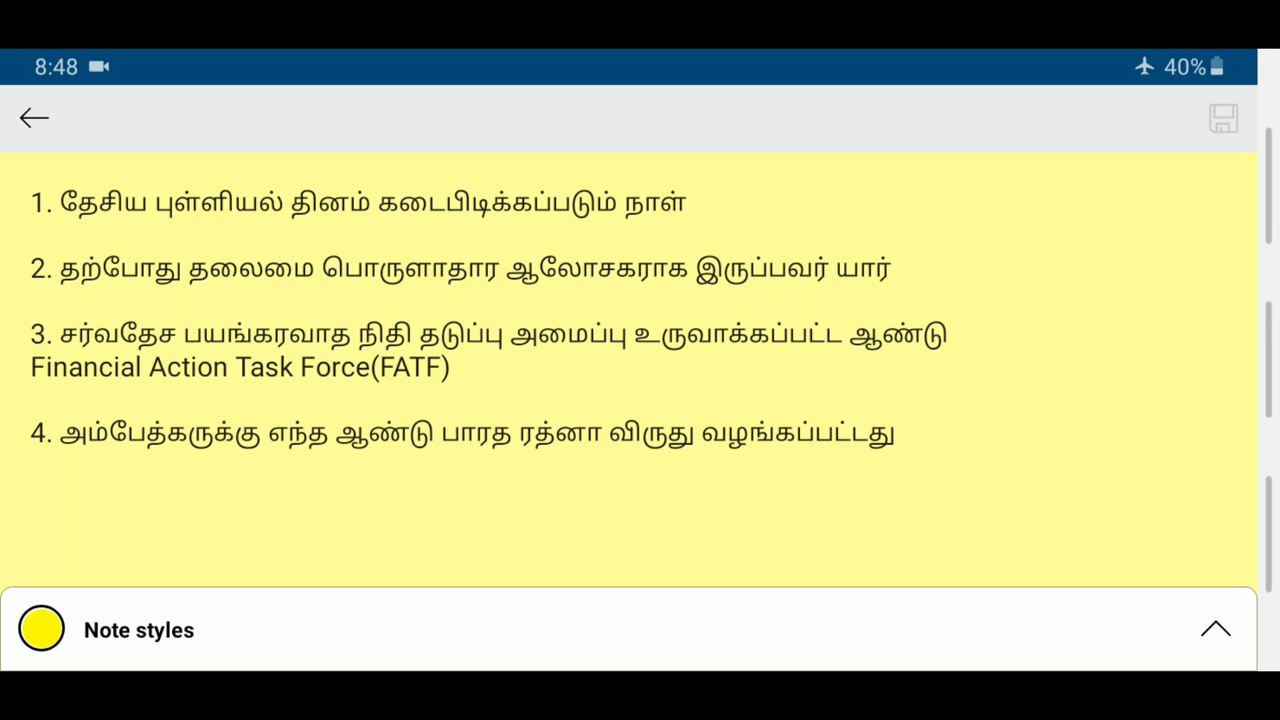 8:48
40%
1. தேசிய புள்ளியல் தினம் கடைபிடிக்கப்படும் நாள்
2. தற்போது தலைமை பொருளாதார ஆலோசகராக இருப்பவர் யார்
3. சர்வதேச பயங்கரவாத நிதி தடுப்பு அமைப்பு உருவாக்கப்பட்ட ஆண்டு
Financial Action Task Force(FATF)
4. அம்பேத்கருக்கு எந்த ஆண்டு பாரத ரத்னா விருது வழங்கப்பட்டது
Note styles